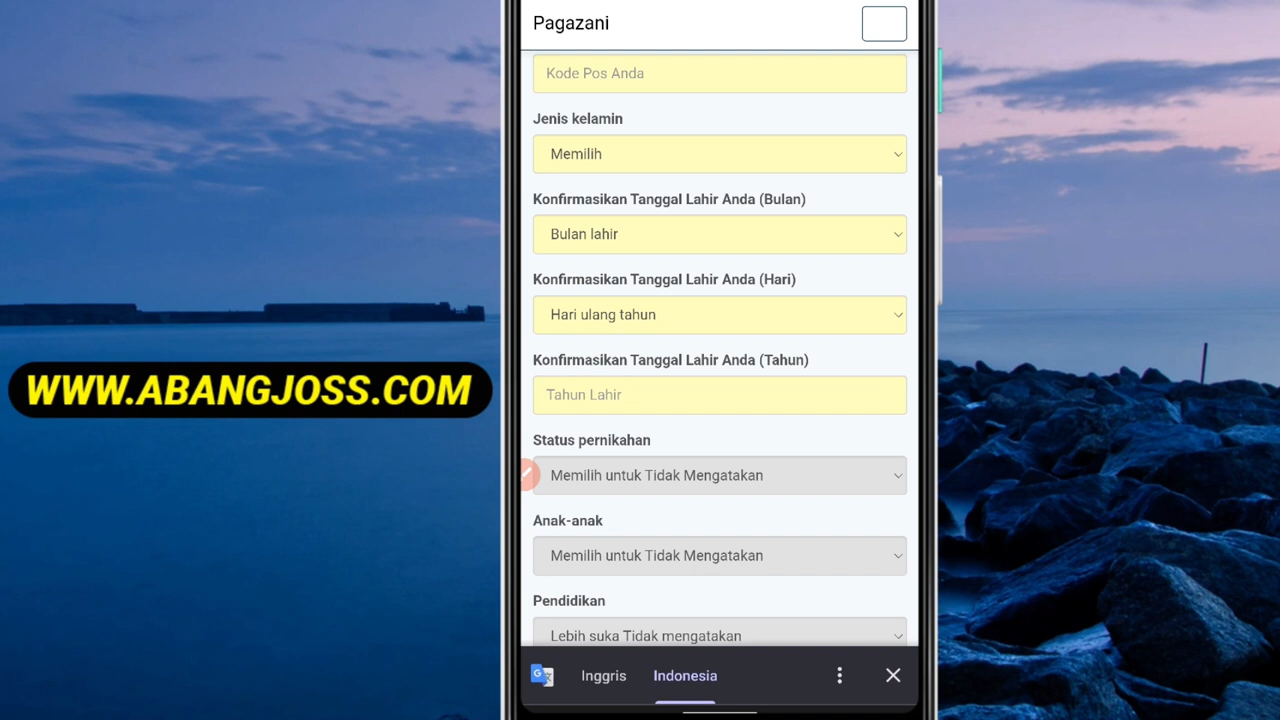 Pagazani
Kode Pos Anda
Jenis kelamin
Memilih
Konfirmasikan Tanggal Lahir Anda (Bulan)
Bulan lahir
Konfirmasikan Tanggal Lahir Anda (Hari)
Hari ulang tahun
Konfirmasikan Tanggal Lahir Anda (Tahun)
Tahun Lahir
WWW.ABANGJOSS.COM
Status pernikahan
Memilih untuk Tidak Mengatakan
Anak-anak
Memilih untuk Tidak Mengatakan
Pendidikan
Lebih suka Tidak mengatakan
Inggris Indonesia